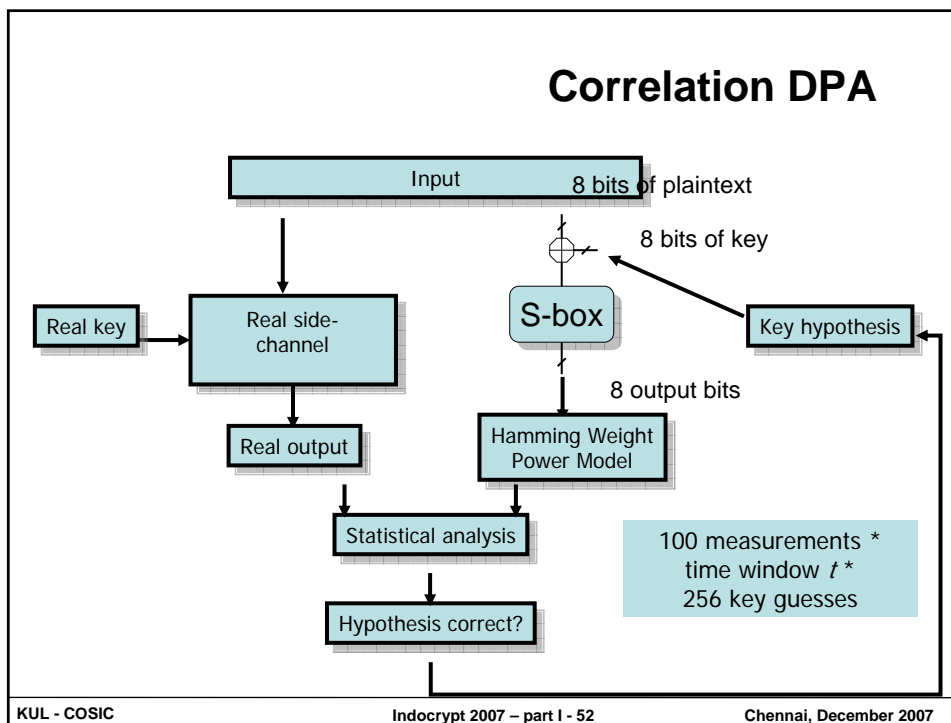 Correlation DPA
Input
8 bits of plaintext
8 bits of key
Real key
Real side-
channel
S-box
Key hypothesis
8 output bits
Real output
Hamming Weight
Power Model
Statistical analysis
100 measurements *
time window t *
256 key guesses
Hypothesis correct?
KUL - COSIC
Indocrypt 2007 – part I - 52
Chennai, December 2007